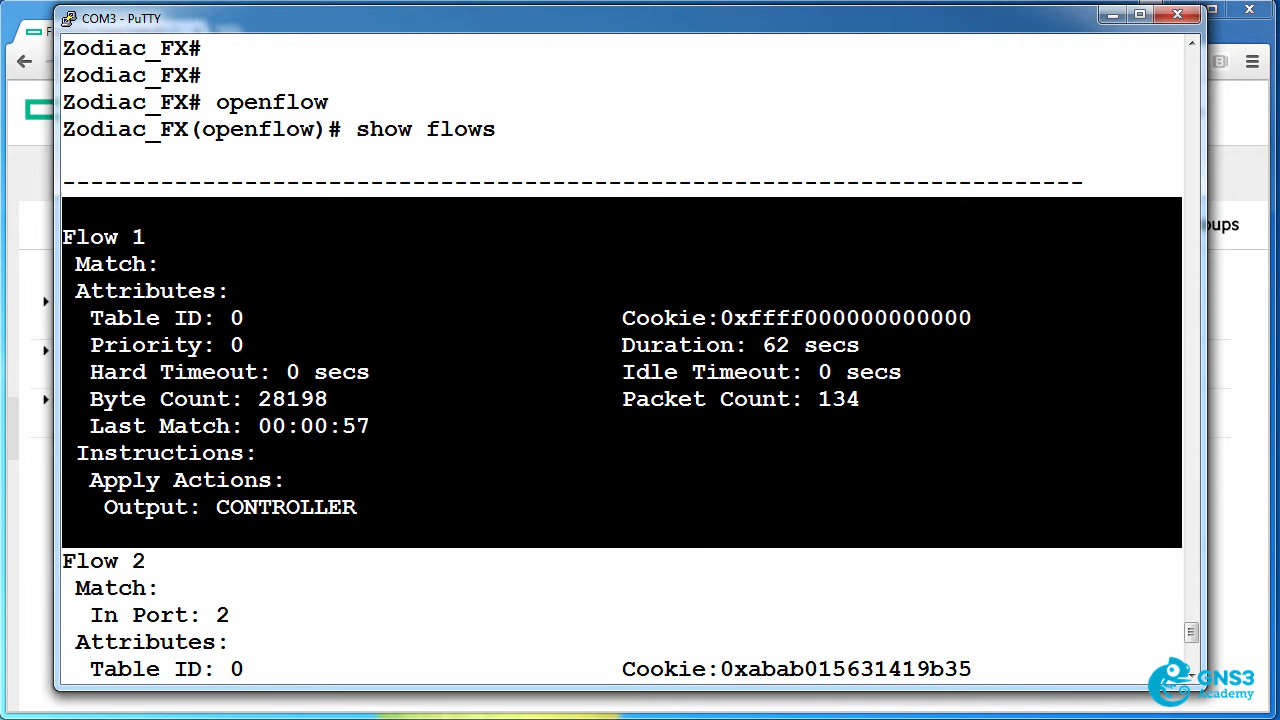 COM3 - PuTTY
Zodiac_FX#
Zodiac_FX#
Zodiac_FX# openflow
Zodiac_FX(openflow)# show flows
-------------------------------------------------------------------------
Flow 1
Match:
Attributes:
Table ID: 0 Cookie:0xffff000000000000
Priority: 0 Duration: 62 secs
Hard Timeout: 0 secs Idle Timeout: 0 secs
Byte Count: 28198 Packet Count: 134
Last Match: 00:00:57
Instructions:
Apply Actions:
Output: CONTROLLER
Flow 2
Match:
In Port: 2
Attributes:
Table ID: 0 Cookie:0xabab015631419b35
GNS3
Academy